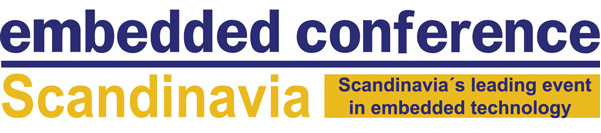 embedded conference
Scandinavia
Scandinavia´s leading event
in embedded technology